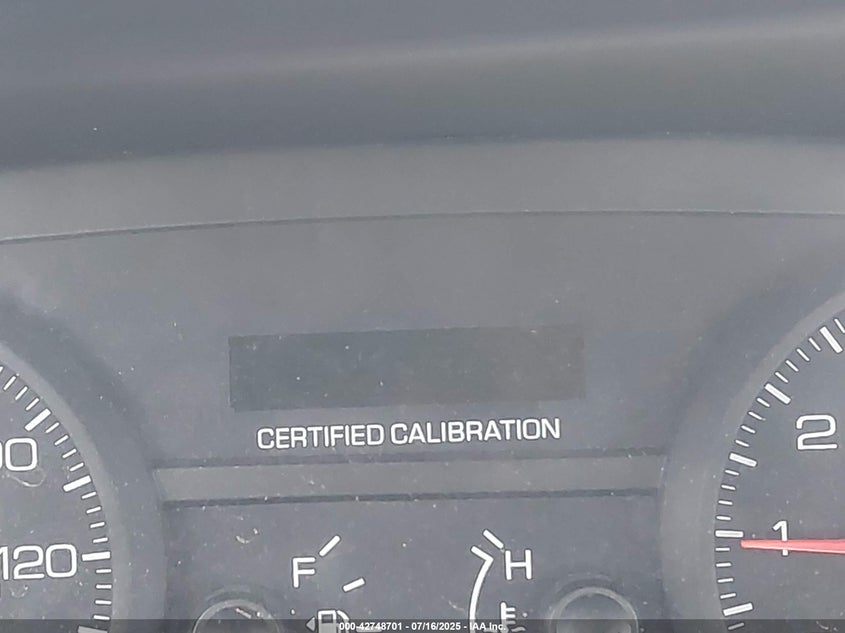 CERTIFIED CALIBRATION
00
2
120
F
H
1
E
000-42748701 - 07/16/2025 - IAA Inc.